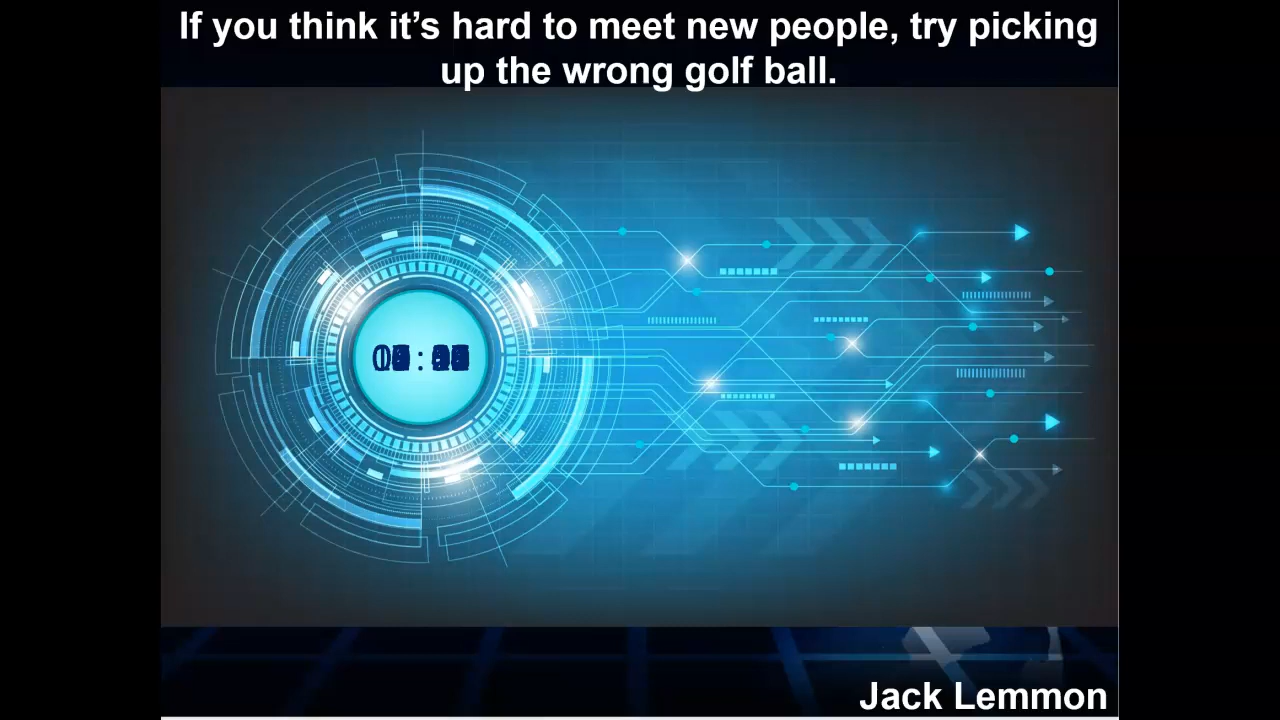 If you think it’s hard to meet new people, try picking
up the wrong golf ball.
Jack Lemmon